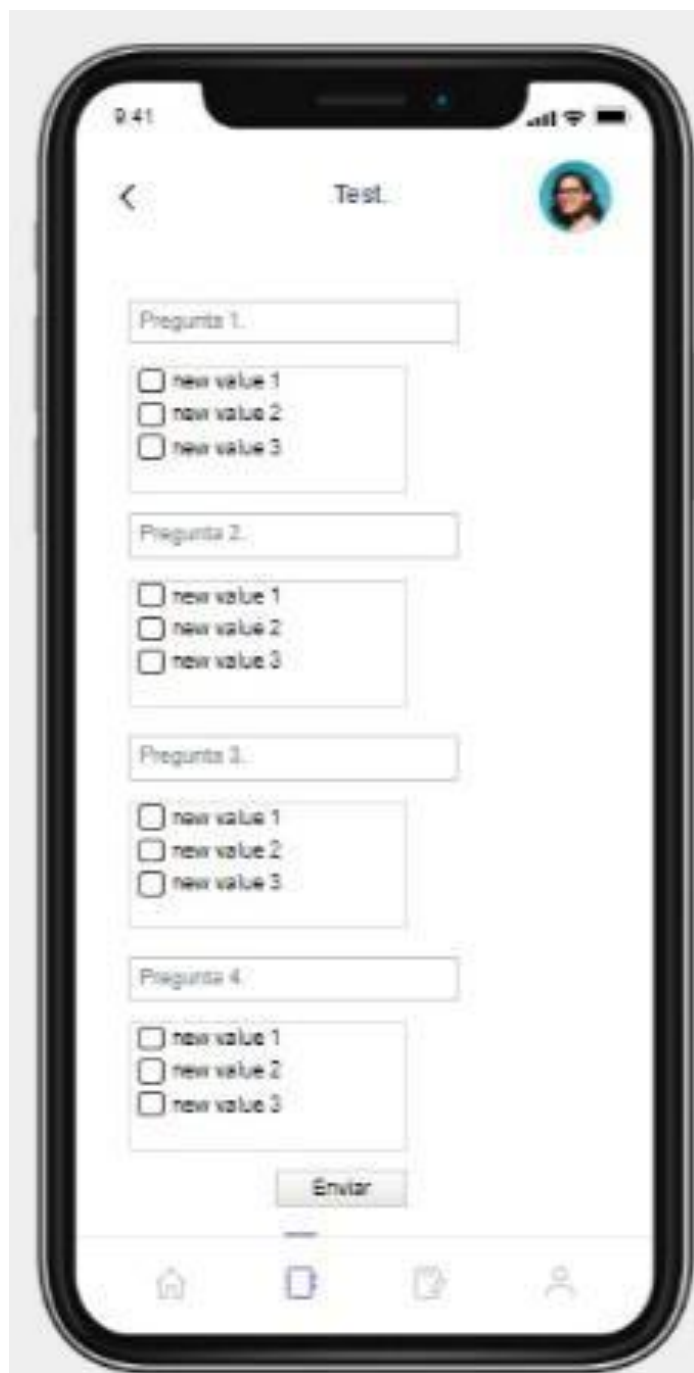 9:41
Test.
Pregunta 1.
new value 1
new value 2
new value 3
Pregunta 2.
new value 1
new value 2
new value 3
Pregunta 3.
new value 1
new value 2
new value 3
Pregunta 4.
new value 1
new value 2
new value 3
Enviar